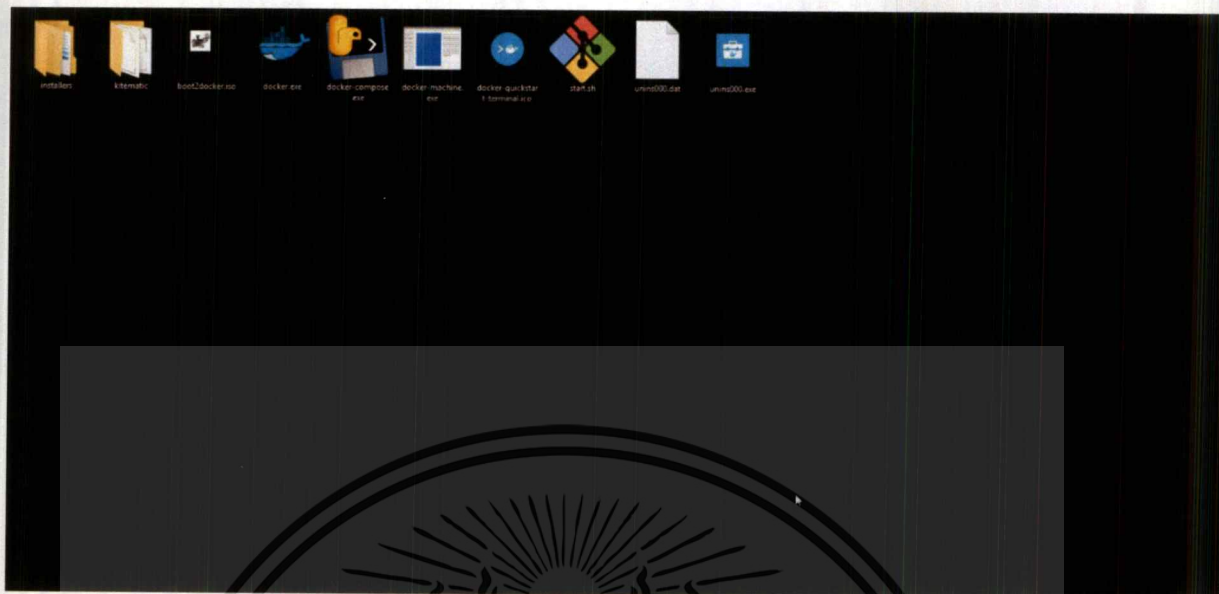 installers
kitematic
boot2docker.iso
docker.exe
docker-compose.
exe
docker-machine.
exe
docker-quickstar
t-terminal.ico
start.sh
unins000.dat
unins000.exe